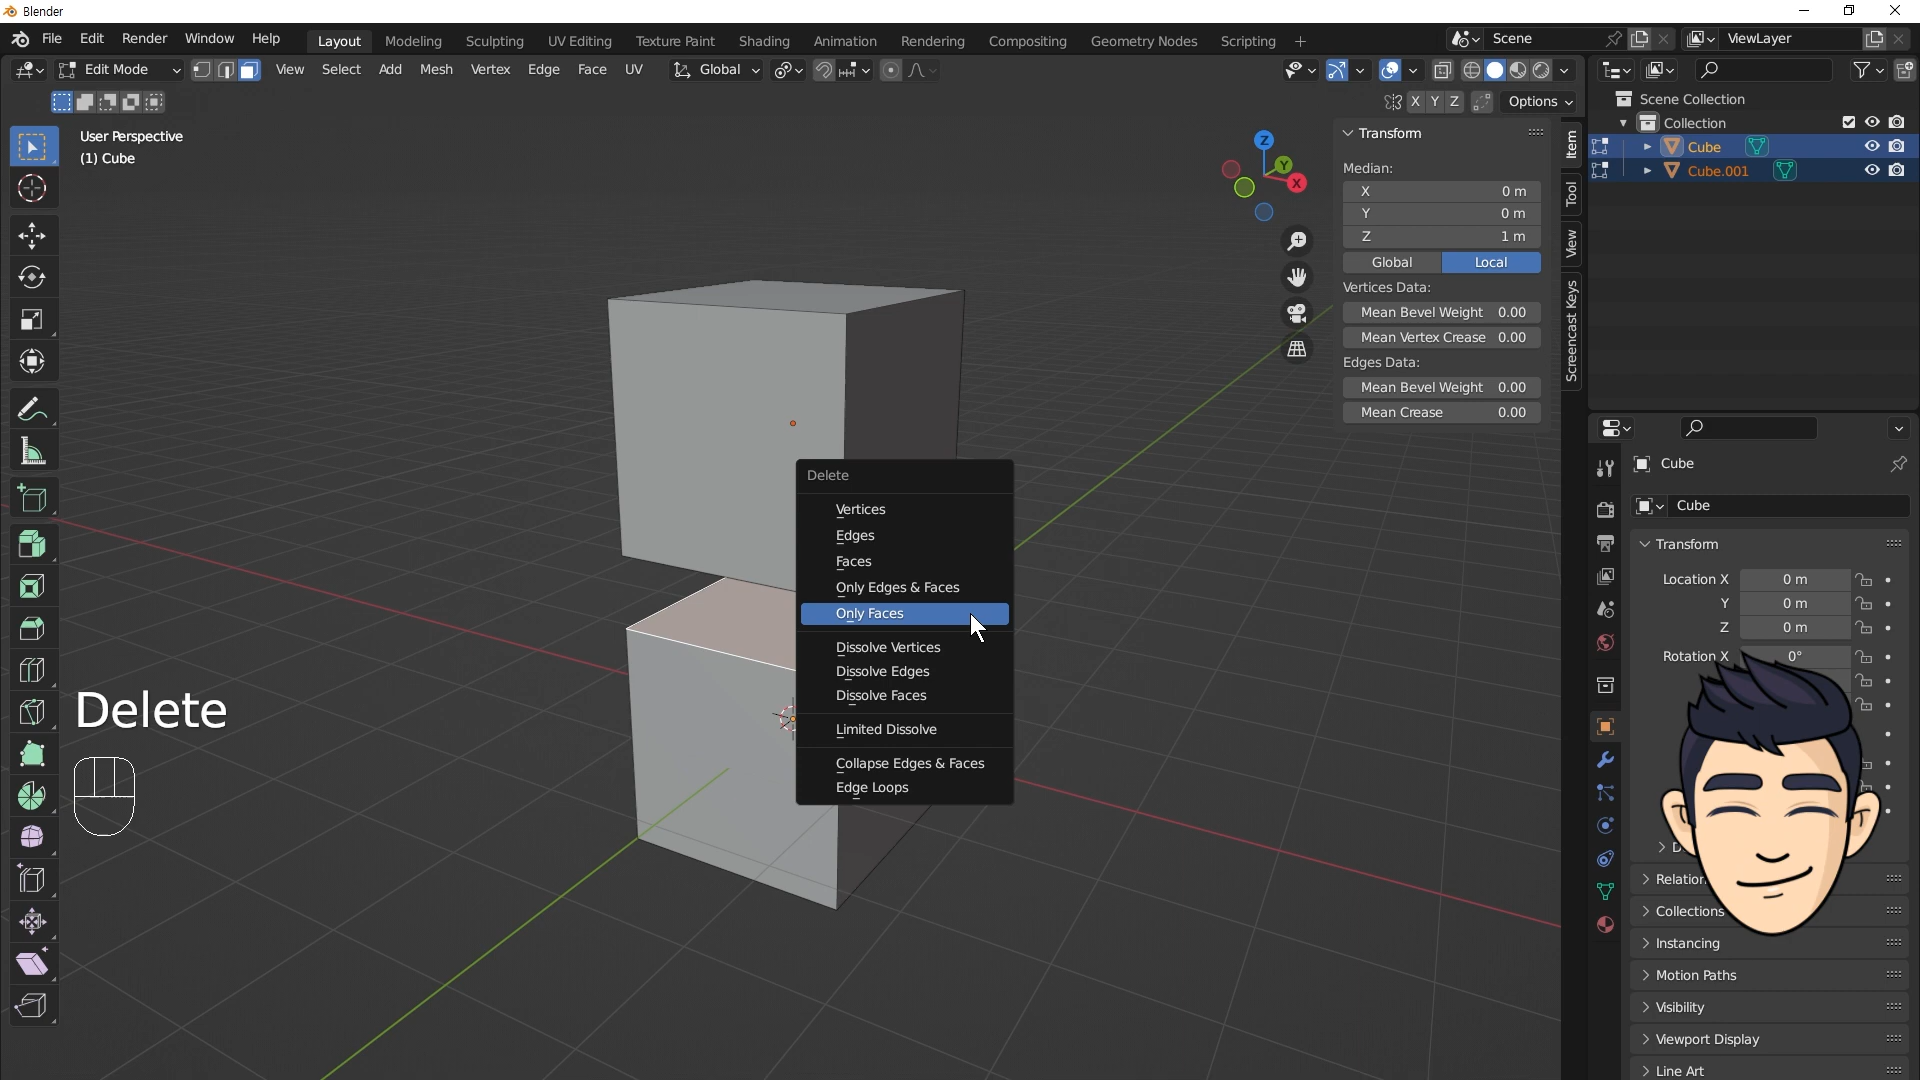 Blender
File Edit Render Window Help Layout Modeling Sculpting UV Editing Texture Paint Shading Animation Rendering Compositing Geometry Nodes Scripting + Scene ViewLayer
Edit Mode View Select Add Mesh Vertex Edge Face UV Global
X Y Z Options
User Perspective
(1) Cube
Z
Y
X
Transform
Median:
X 0 m
Y 0 m
Z 1 m
Global Local
Vertices Data:
Mean Bevel Weight 0.00
Mean Vertex Crease 0.00
Edges Data:
Mean Bevel Weight 0.00
Mean Crease 0.00
Item
Tool
View
Screencast Keys
Delete
Vertices
Edges
Faces
Only Edges & Faces
Only Faces
Dissolve Vertices
Dissolve Edges
Dissolve Faces
Limited Dissolve
Collapse Edges & Faces
Edge Loops
Delete
Scene Collection
Collection
Cube
Cube.001
Cube
Cube
Transform
Location X 0 m
Y 0 m
Z 0 m
Rotation X 0°
Collections
Instancing
Motion Paths
Visibility
Viewport Display
Line Art